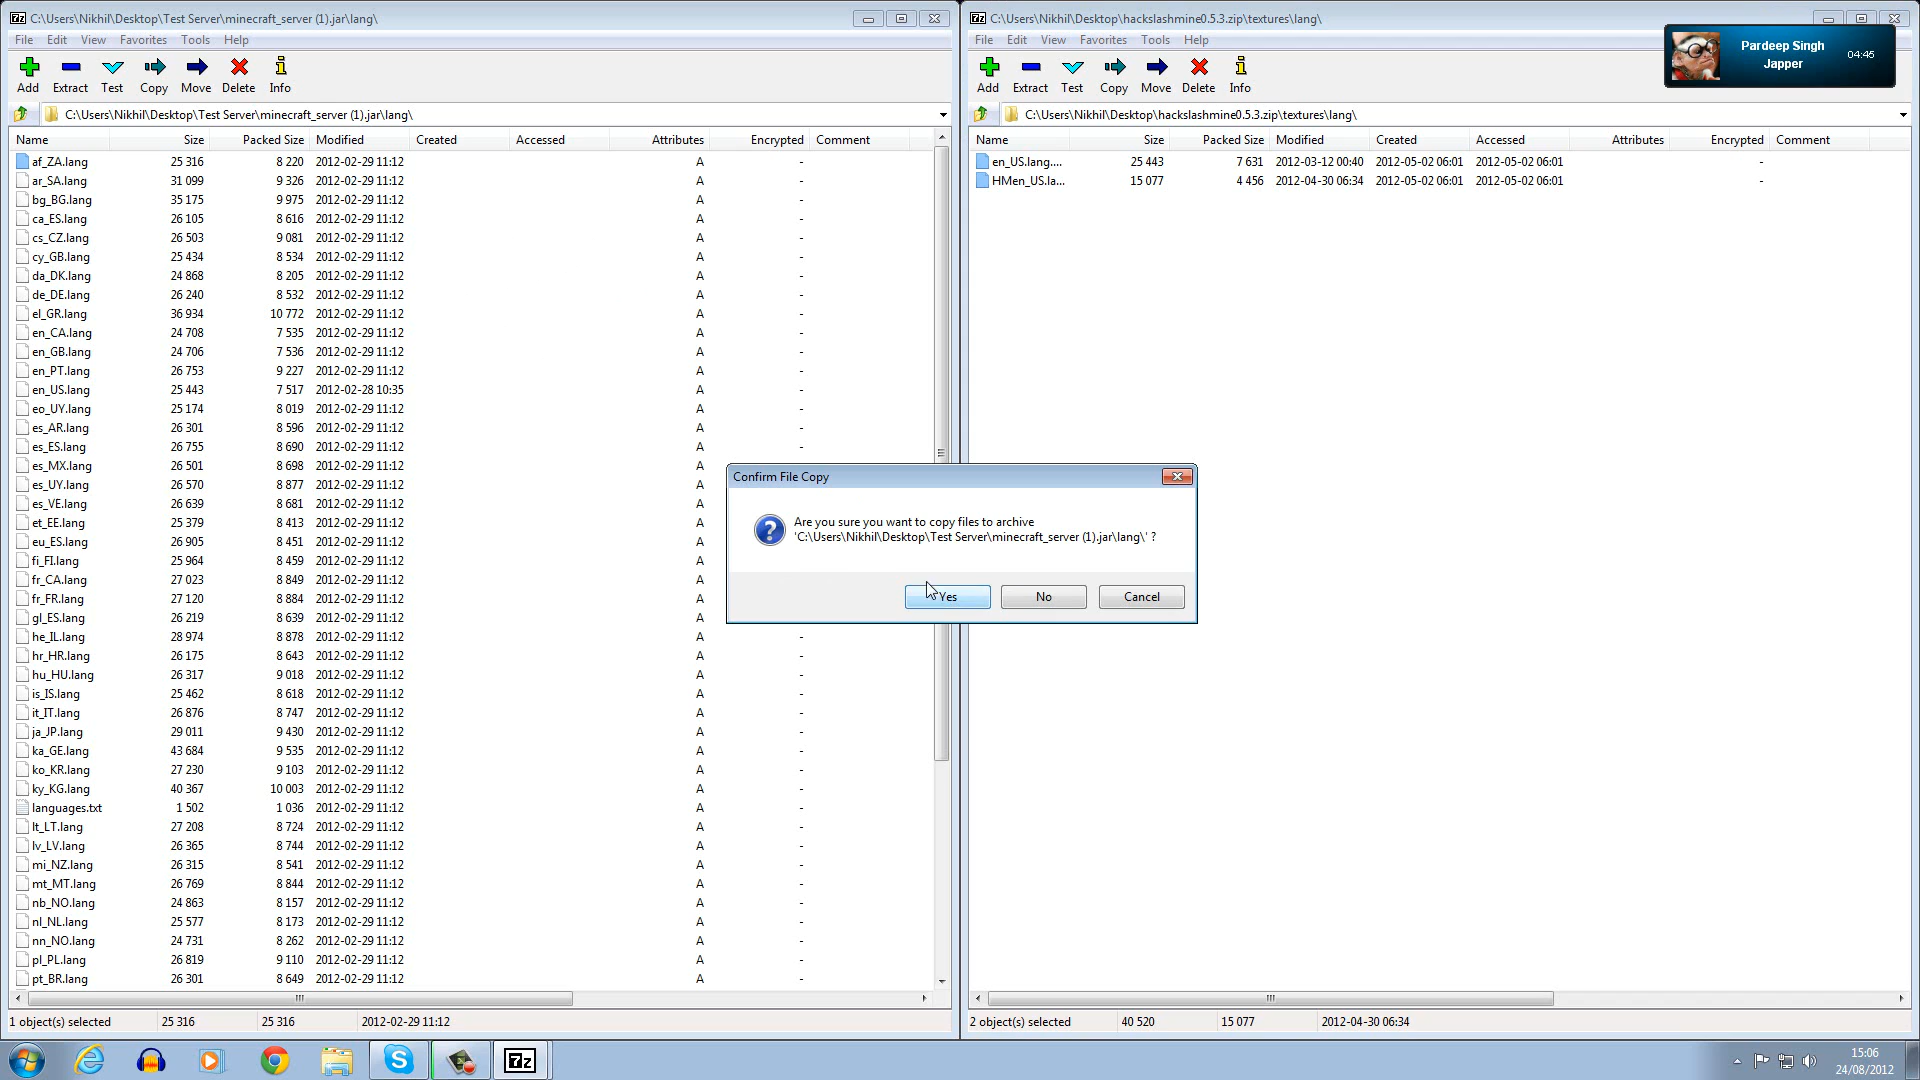 C:\Users\Nikhil\Desktop\Test Server\minecraft_server (1).jar\lang\
File Edit View Favorites Tools Help
Add Extract Test Copy Move Delete Info
C:\Users\Nikhil\Desktop\Test Server\minecraft_server (1).jar\lang\
Name Size Packed Size Modified Created Accessed Attributes Encrypted Comment
af_ZA.lang 25 316 8 220 2012-02-29 11:12 A -
ar_SA.lang 31 099 9 326 2012-02-29 11:12 A -
bg_BG.lang 35 175 9 975 2012-02-29 11:12 A -
ca_ES.lang 26 105 8 616 2012-02-29 11:12 A -
cs_CZ.lang 26 503 9 081 2012-02-29 11:12 A -
cy_GB.lang 25 434 8 534 2012-02-29 11:12 A -
da_DK.lang 24 868 8 205 2012-02-29 11:12 A -
de_DE.lang 26 240 8 532 2012-02-29 11:12 A -
el_GR.lang 36 934 10 772 2012-02-29 11:12 A -
en_CA.lang 24 708 7 535 2012-02-29 11:12 A -
en_GB.lang 24 706 7 536 2012-02-29 11:12 A -
en_PT.lang 26 753 9 227 2012-02-29 11:12 A -
en_US.lang 25 443 7 517 2012-02-28 10:35 A -
eo_UY.lang 25 174 8 019 2012-02-29 11:12 A -
es_AR.lang 26 301 8 596 2012-02-29 11:12 A -
es_ES.lang 26 755 8 690 2012-02-29 11:12 A -
es_MX.lang 26 501 8 698 2012-02-29 11:12 A
es_UY.lang 26 570 8 877 2012-02-29 11:12 A
es_VE.lang 26 639 8 681 2012-02-29 11:12 A
et_EE.lang 25 379 8 413 2012-02-29 11:12 A
eu_ES.lang 26 905 8 451 2012-02-29 11:12 A
fi_FI.lang 25 964 8 459 2012-02-29 11:12 A
fr_CA.lang 27 023 8 849 2012-02-29 11:12 A
fr_FR.lang 27 120 8 884 2012-02-29 11:12 A
gl_ES.lang 26 219 8 639 2012-02-29 11:12 A
he_IL.lang 28 974 8 878 2012-02-29 11:12 A -
hr_HR.lang 26 175 8 643 2012-02-29 11:12 A -
hu_HU.lang 26 317 9 018 2012-02-29 11:12 A -
is_IS.lang 25 462 8 618 2012-02-29 11:12 A -
it_IT.lang 26 876 8 747 2012-02-29 11:12 A -
ja_JP.lang 29 011 9 430 2012-02-29 11:12 A -
ka_GE.lang 43 684 9 535 2012-02-29 11:12 A -
ko_KR.lang 27 230 9 103 2012-02-29 11:12 A -
ky_KG.lang 40 367 10 003 2012-02-29 11:12 A -
languages.txt 1 502 1 036 2012-02-29 11:12 A -
lt_LT.lang 27 208 8 724 2012-02-29 11:12 A -
lv_LV.lang 26 365 8 744 2012-02-29 11:12 A -
mi_NZ.lang 26 315 8 541 2012-02-29 11:12 A -
mt_MT.lang 26 769 8 844 2012-02-29 11:12 A -
nb_NO.lang 24 863 8 157 2012-02-29 11:12 A -
nl_NL.lang 25 577 8 173 2012-02-29 11:12 A -
nn_NO.lang 24 731 8 262 2012-02-29 11:12 A -
pl_PL.lang 26 819 9 110 2012-02-29 11:12 A -
pt_BR.lang 26 301 8 649 2012-02-29 11:12 A -
1 object(s) selected 25 316 25 316 2012-02-29 11:12
C:\Users\Nikhil\Desktop\hackslashmine0.5.3.zip\textures\lang\
File Edit View Favorites Tools Help
Add Extract Test Copy Move Delete Info
C:\Users\Nikhil\Desktop\hackslashmine0.5.3.zip\textures\lang\
Name Size Packed Size Modified Created Accessed Attributes Encrypted Comment
en_US.lang.... 25 443 7 631 2012-03-12 00:40 2012-05-02 06:01 2012-05-02 06:01 -
HMen_US.la... 15 077 4 456 2012-04-30 06:34 2012-05-02 06:01 2012-05-02 06:01 -
2 object(s) selected 40 520 15 077 2012-04-30 06:34
Pardeep Singh
Japper
04:45
Confirm File Copy
Are you sure you want to copy files to archive
'C:\Users\Nikhil\Desktop\Test Server\minecraft_server (1).jar\lang\' ?
Yes No Cancel
7z
15:06
24/08/2012